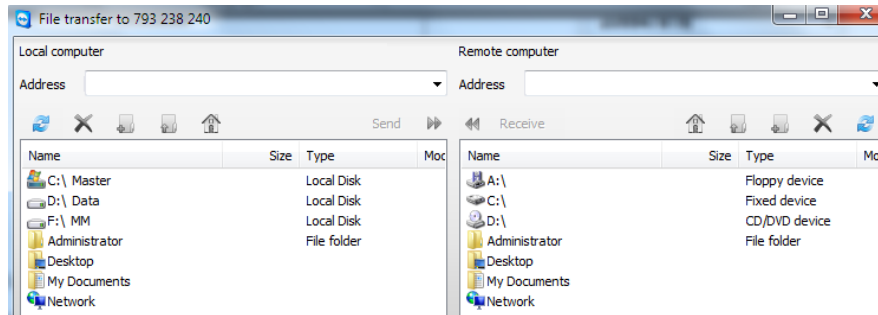 File transfer to 793 238 240
Local computer
Address
Send
Name Size Type Moc
C:\ Master Local Disk
D:\ Data Local Disk
F:\ MM Local Disk
Administrator File folder
Desktop
My Documents
Network
Remote computer
Address
Receive
Name Size Type Mo
A:\ Floppy device
C:\ Fixed device
D:\ CD/DVD device
Administrator File folder
Desktop
My Documents
Network